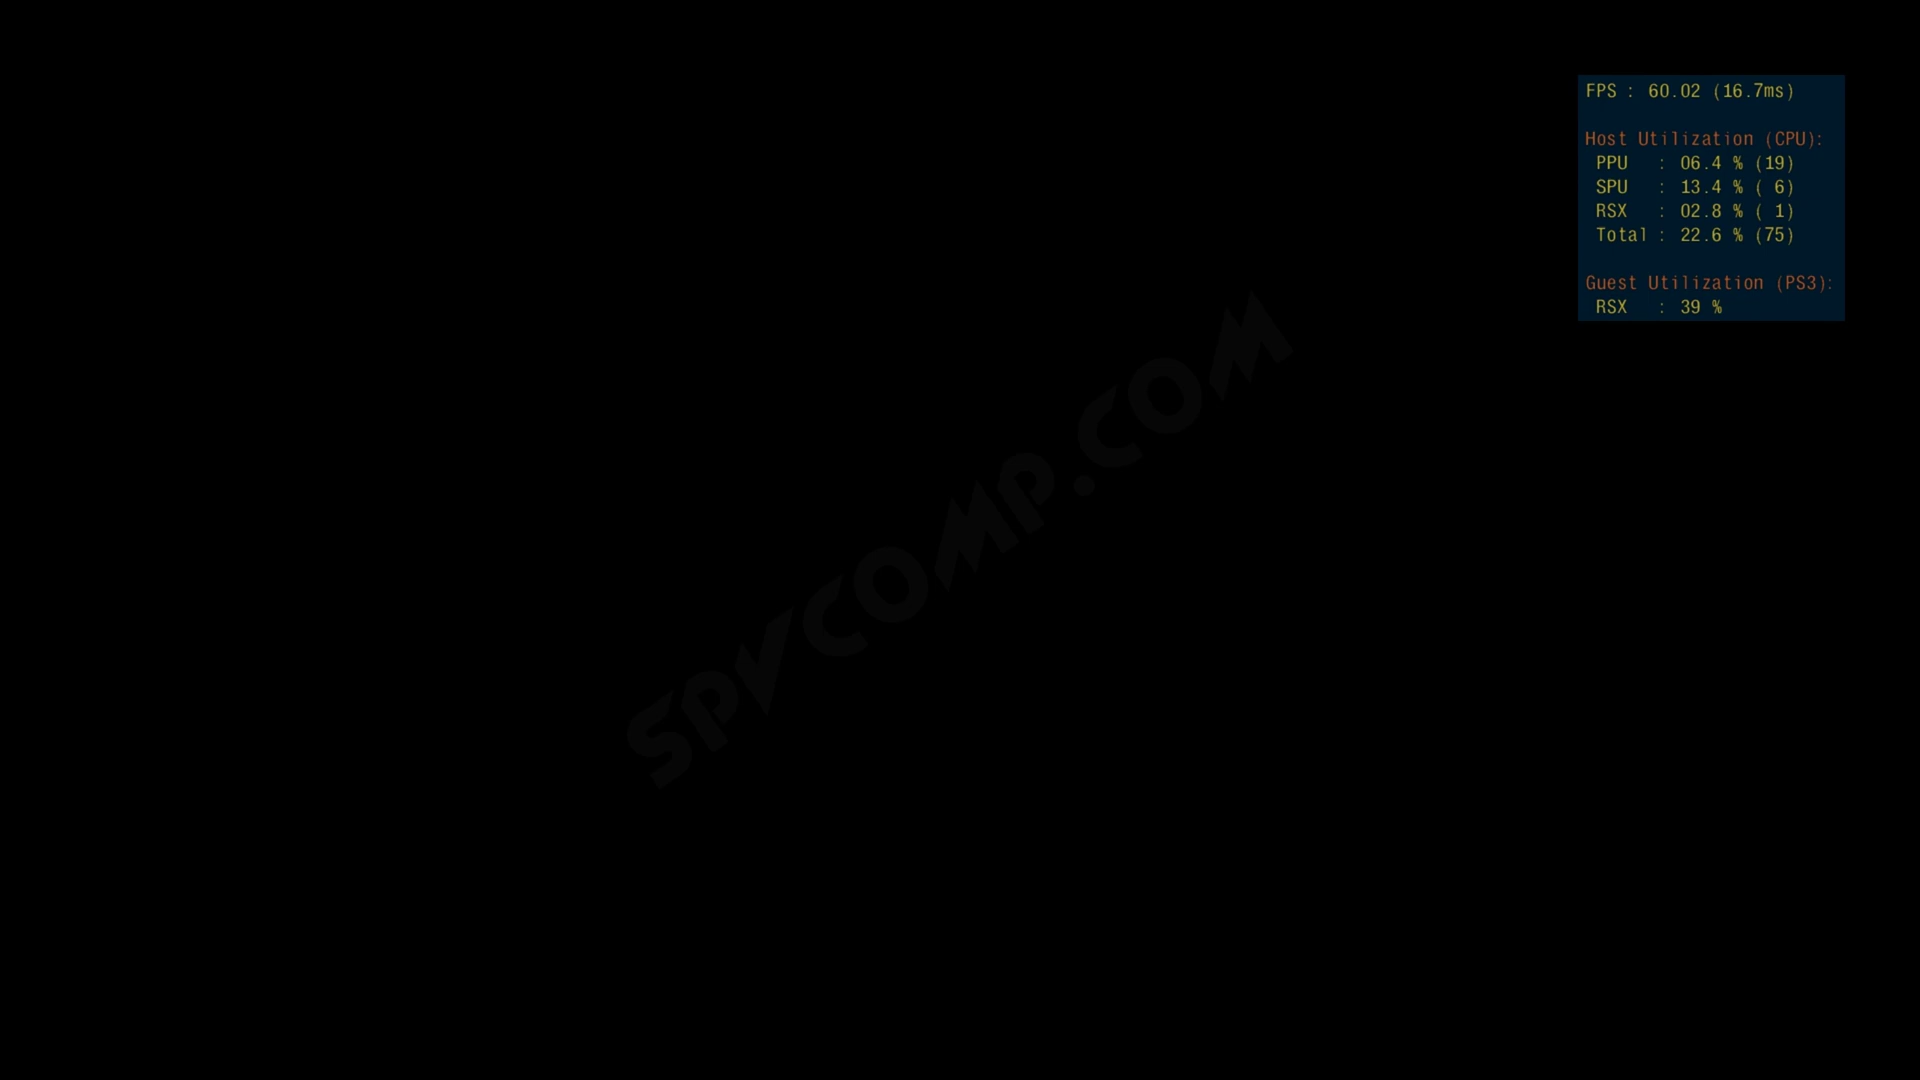 FPS : 60.02 (16.7ms)
Host Utilization (CPU):
PPU : 06.4 % (19)
SPU : 13.4 % ( 6)
RSX : 02.8 % ( 1)
Total : 22.6 % (75)
Guest Utilization (PS3):
RSX : 39 %
SPVCOMP.COM